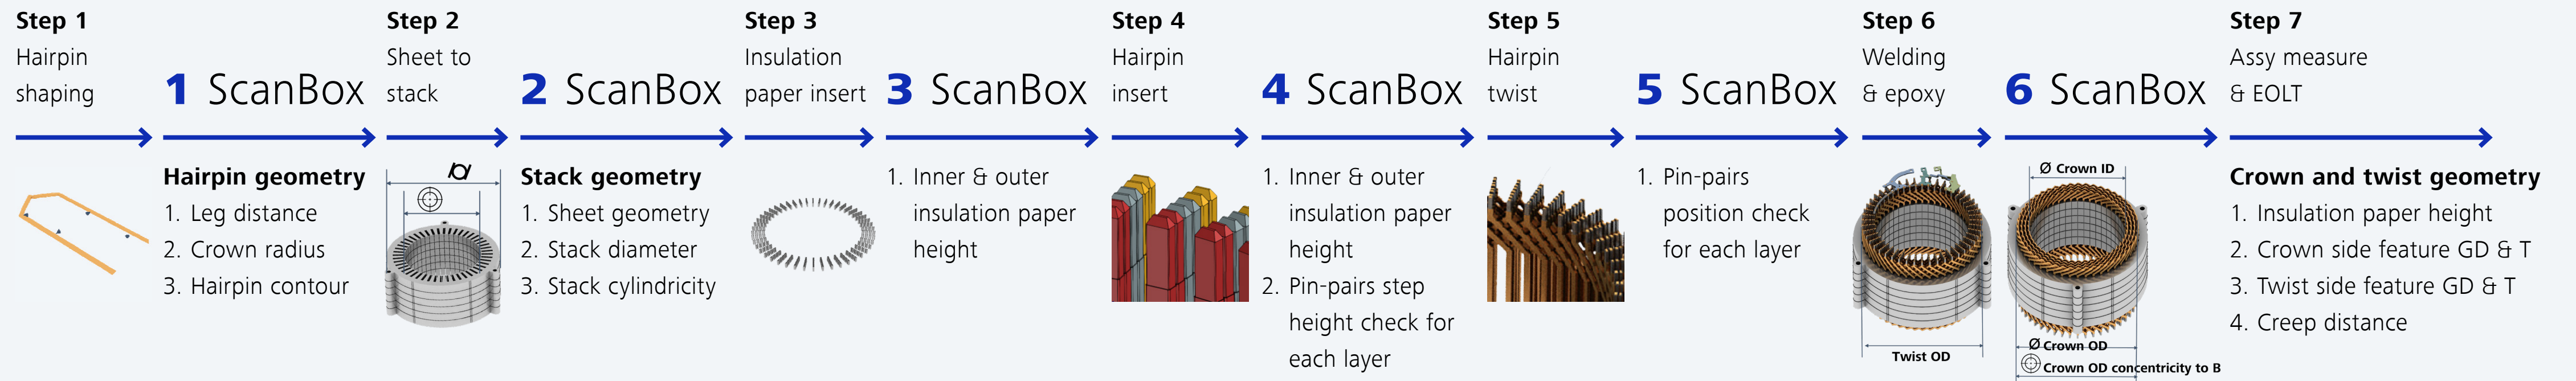 Step 1
Hairpin
shaping
1 ScanBox
Hairpin geometry
1. Leg distance
2. Crown radius
3. Hairpin contour
Step 2
Sheet to
stack
2 ScanBox
Stack geometry
1. Sheet geometry
2. Stack diameter
3. Stack cylindricity
Step 3
Insulation
paper insert
3 ScanBox
1. Inner & outer
insulation paper
height
Step 4
Hairpin
insert
4 ScanBox
1. Inner & outer
insulation paper
height
2. Pin-pairs step
height check for
each layer
Step 5
Hairpin
twist
5 ScanBox
1. Pin-pairs
position check
for each layer
Step 6
Welding
& epoxy
Twist OD
6 ScanBox
Ø Crown ID
Ø Crown OD
Crown OD concentricity to B
Step 7
Assy measure
& EOLT
Crown and twist geometry
1. Insulation paper height
2. Crown side feature GD & T
3. Twist side feature GD & T
4. Creep distance